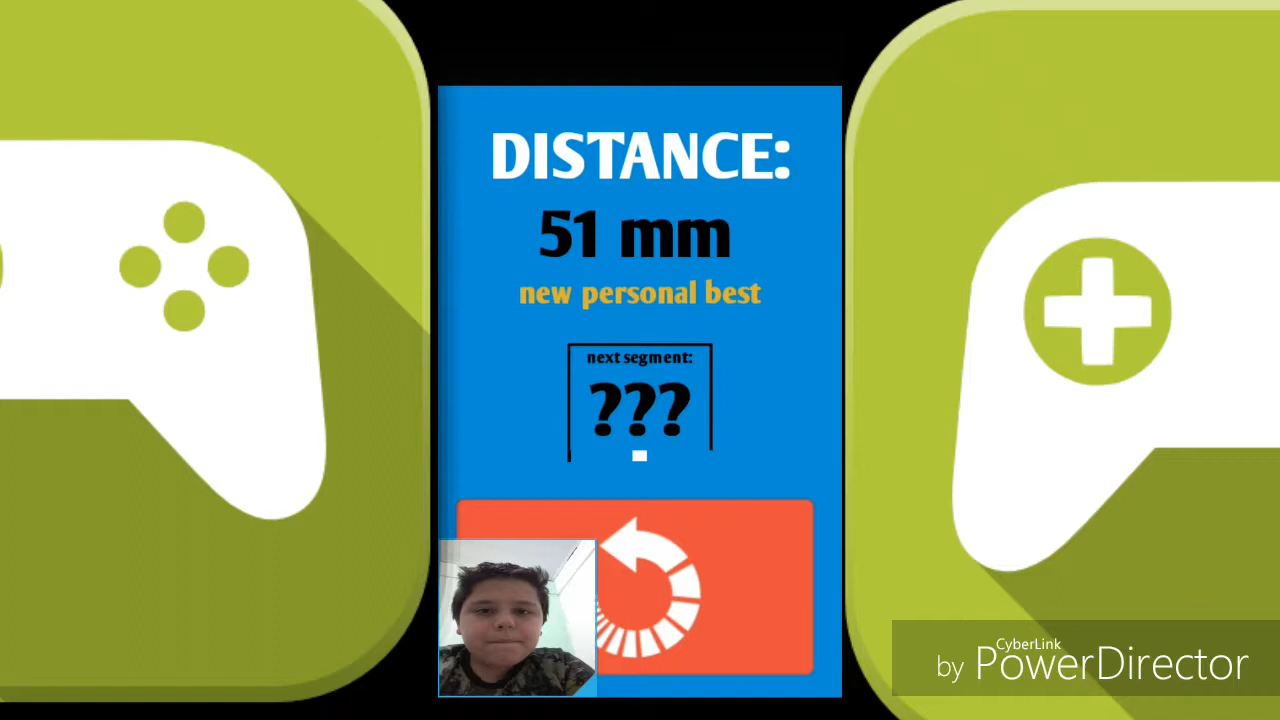 DISTANCE:
51 mm
new personal best
next segment:
???
CyberLink
by PowerDirector